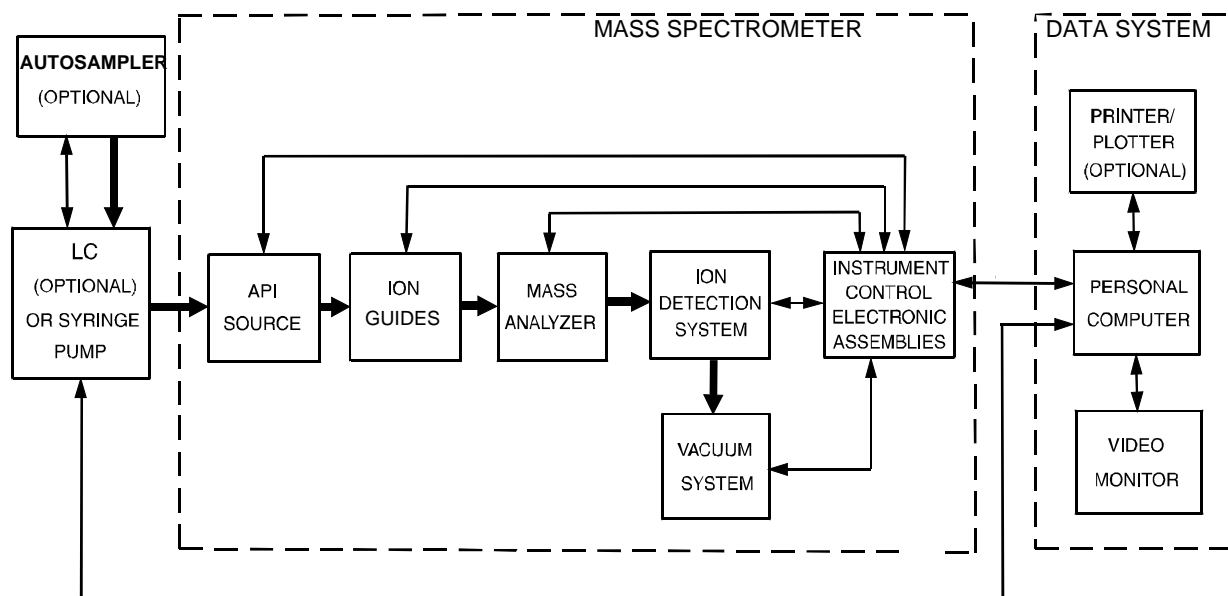 MASS SPECTROMETER
DATA SYSTEM
AUTOSAMPLER
(OPTIONAL)
PRINTER/
PLOTTER
(OPTIONAL)
LC
(OPTIONAL)
OR SYRINGE
PUMP
API
SOURCE
ION
GUIDES
MASS
ANALYZER
ION
DETECTION
SYSTEM
INSTRUMENT
CONTROL
ELECTRONIC
ASSEMBLIES
PERSONAL
COMPUTER
VACUUM
SYSTEM
VIDEO
MONITOR